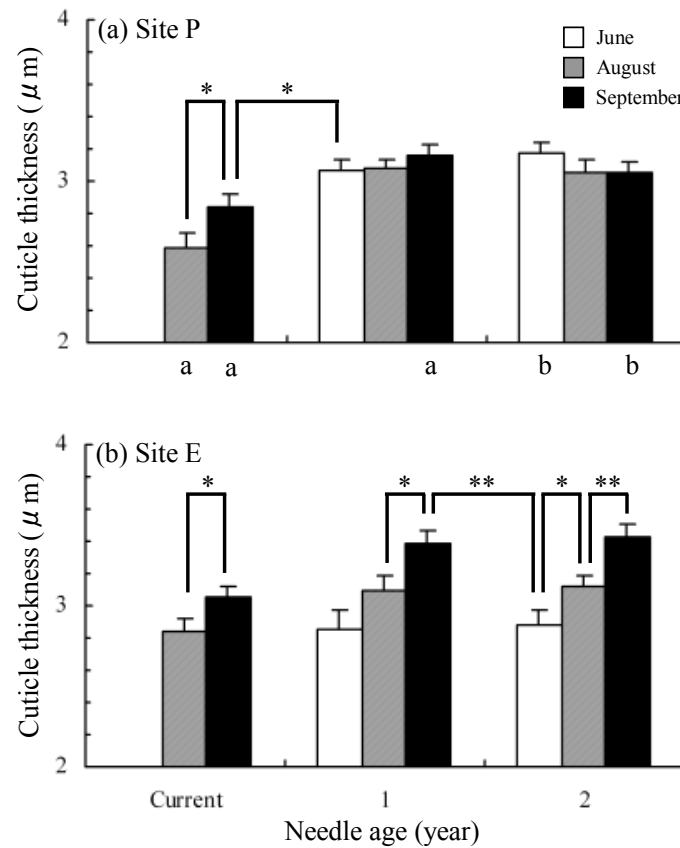 (a) Site P
June
August
September
Cuticle thickness (μm)
4
3
2
*
*
a
a
a
b
b
(b) Site E
Cuticle thickness (μm)
4
3
2
*
*
**
*
**
Current
1
2
Needle age (year)